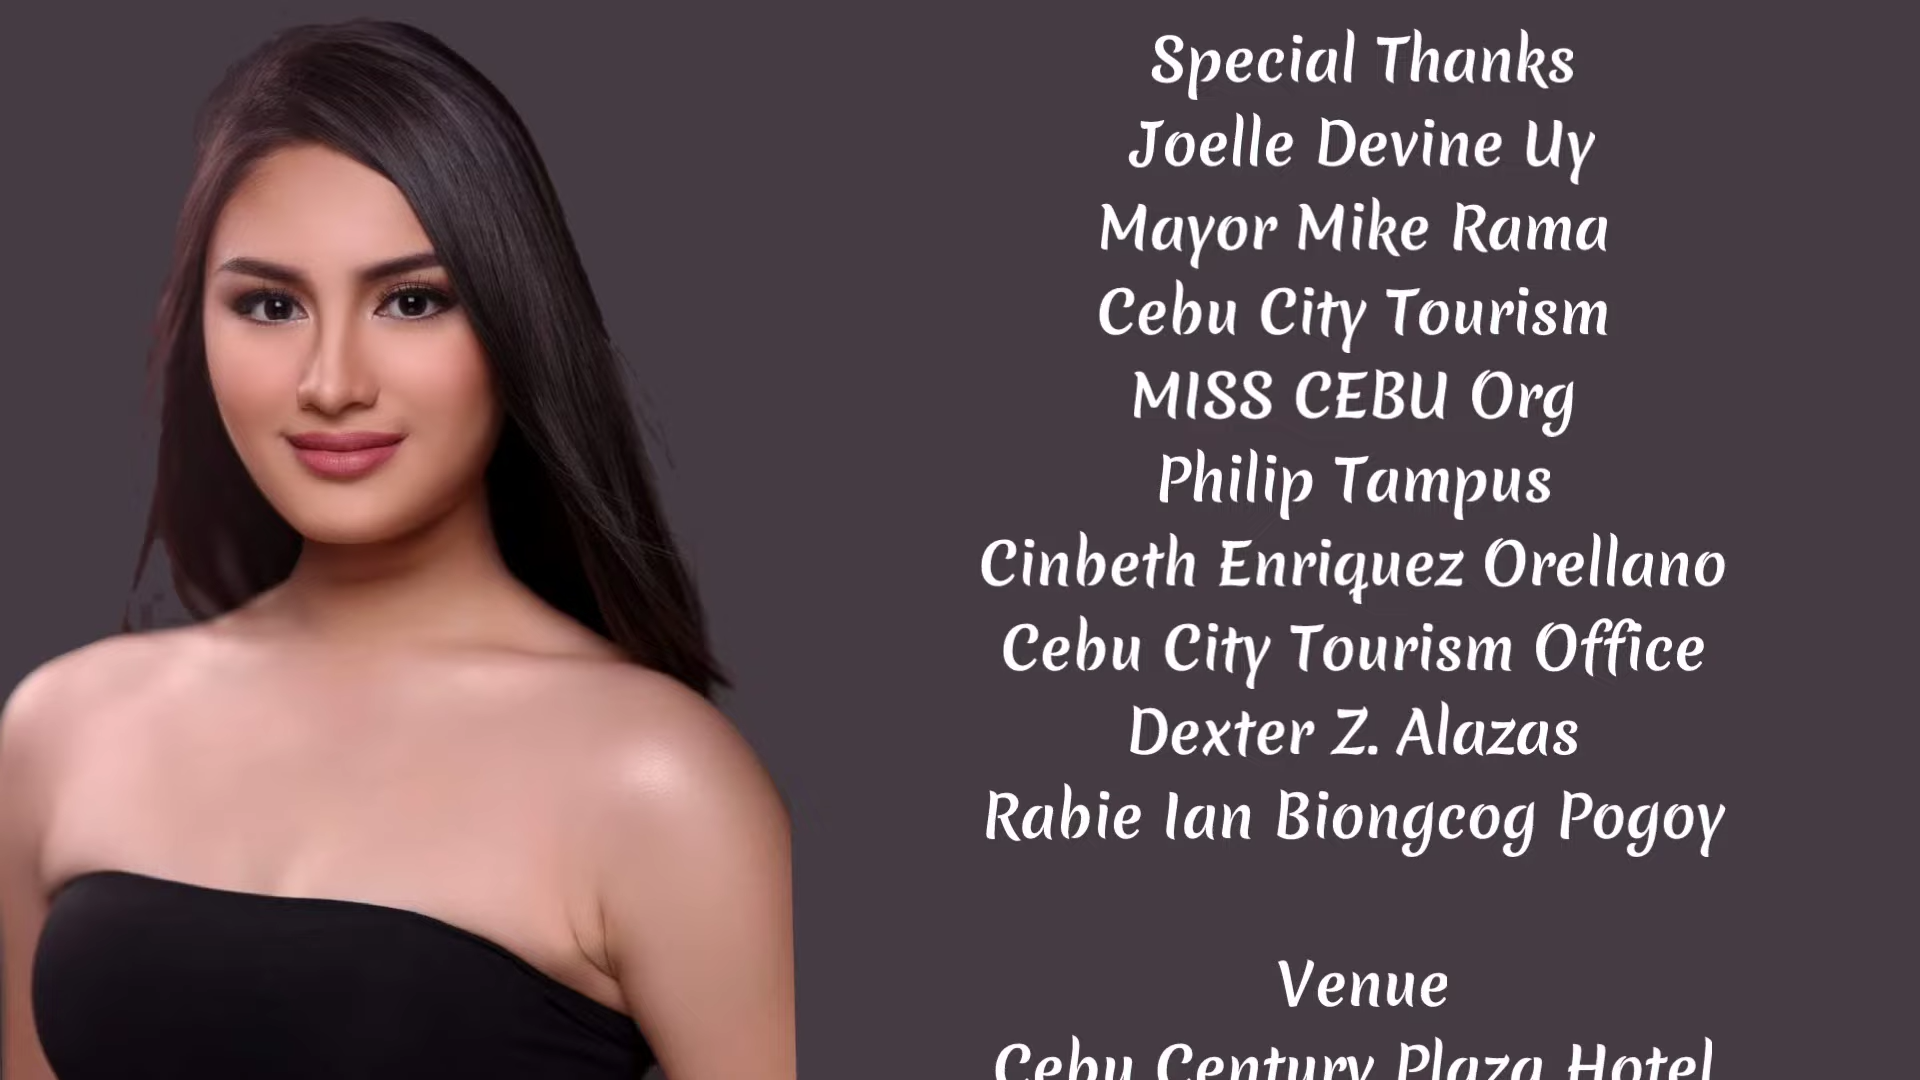 Special Thanks
Joelle Devine Uy
Mayor Mike Rama
Cebu City Tourism
MISS CEBU Org
Philip Tampus
Cinbeth Enriquez Orellano
Cebu City Tourism Office
Dexter Z. Alazas
Rabie Ian Biongcog Pogoy
Venue
Cebu Century Plaza Hotel